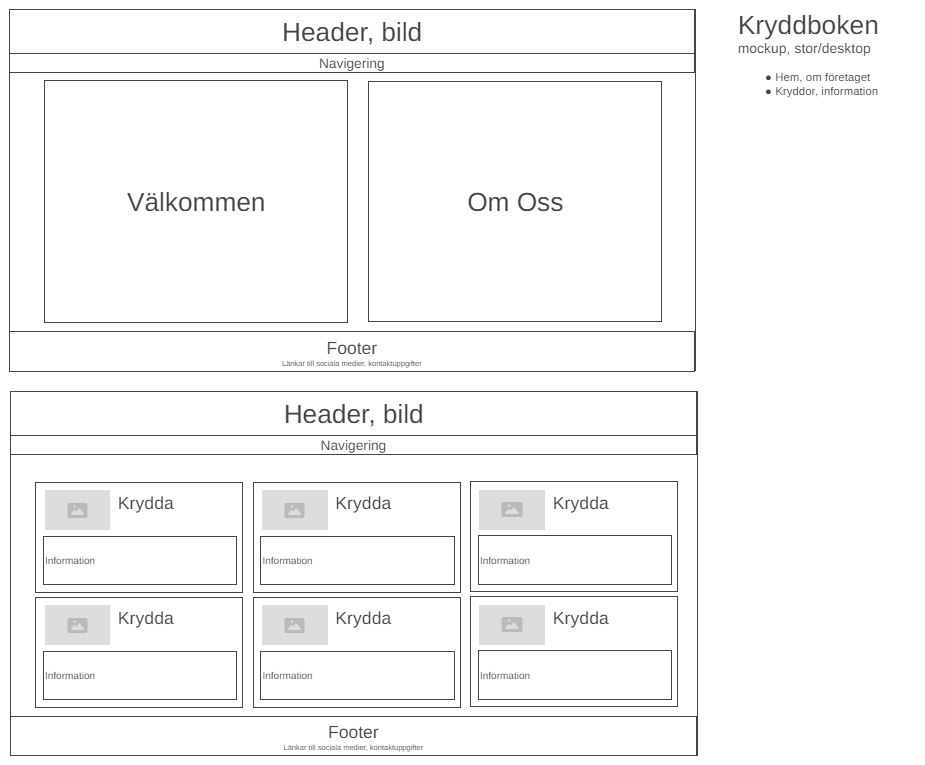 Header, bild
Navigering
Välkommen
Om Oss
Footer
Länkar till sociala medier, kontaktuppgifter
Kryddboken
mockup, stor/desktop
● Hem, om företaget
● Kryddor, information
Header, bild
Navigering
Krydda
Information
Krydda
Information
Krydda
Information
Krydda
Information
Krydda
Information
Krydda
Information
Footer
Länkar till sociala medier, kontaktuppgifter